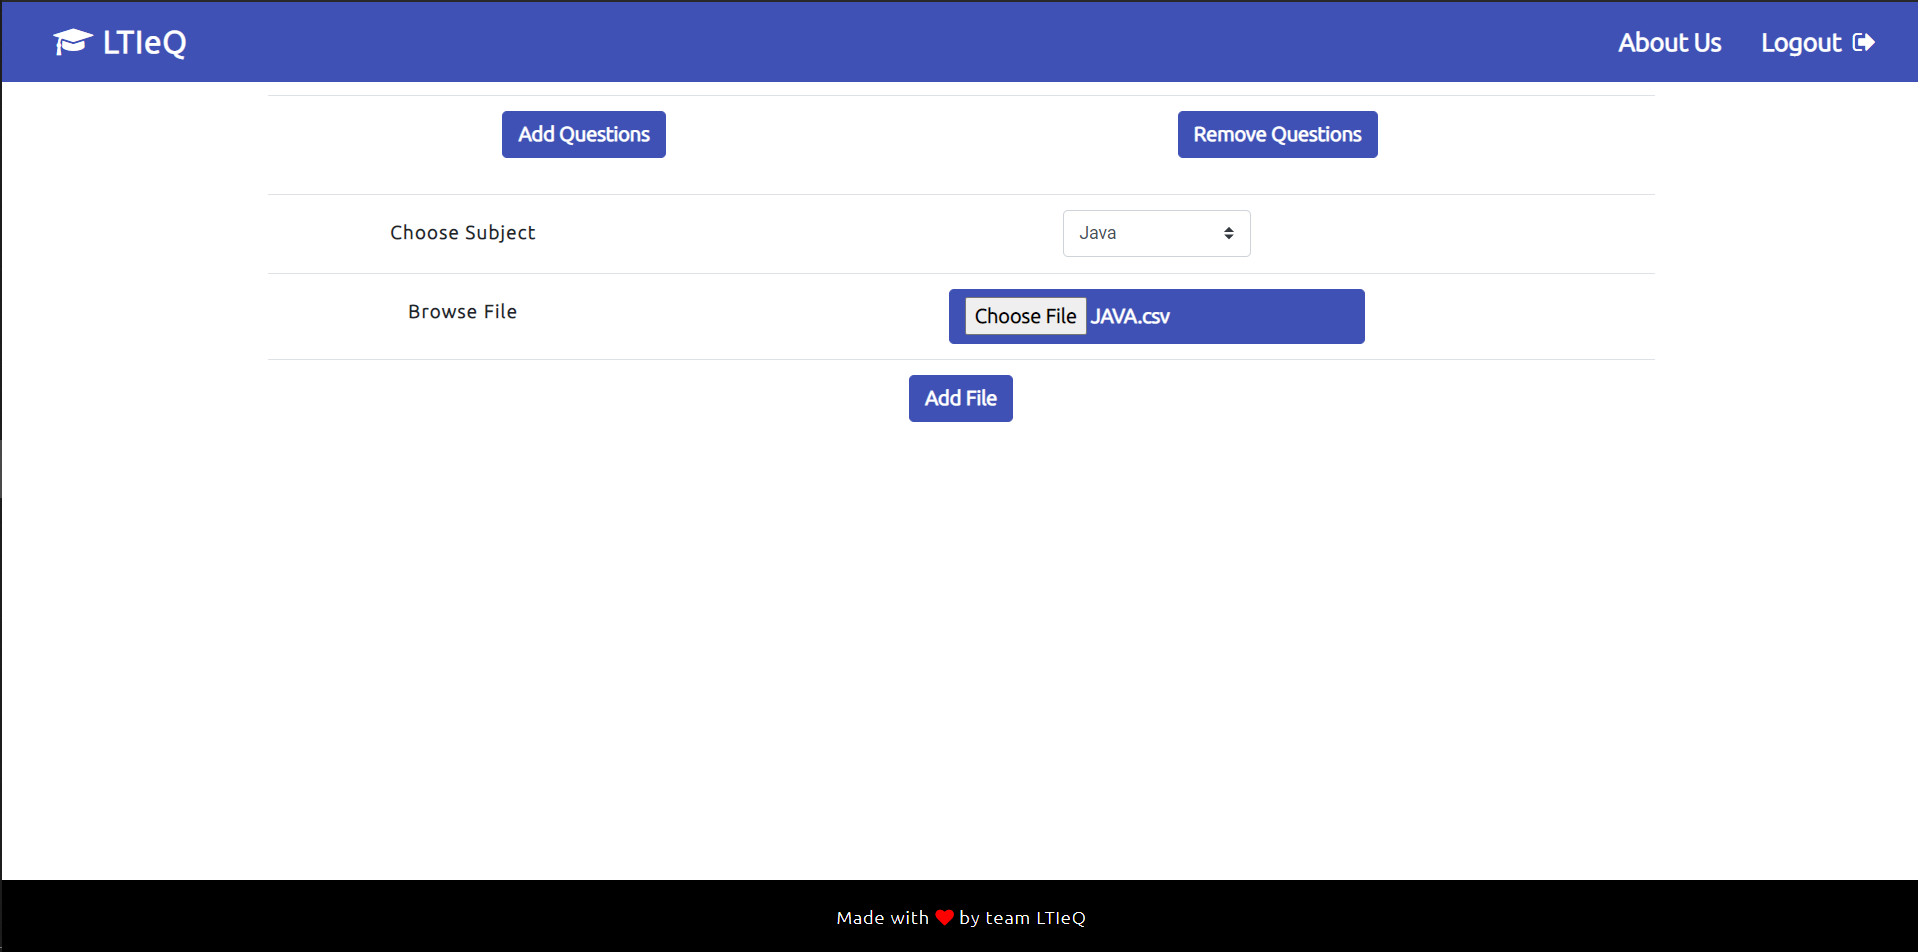 LTIeQ
About Us Logout
Add Questions Remove Questions
Choose Subject Java
Browse File Choose File JAVA.csv
Add File
Made with by team LTIeQ